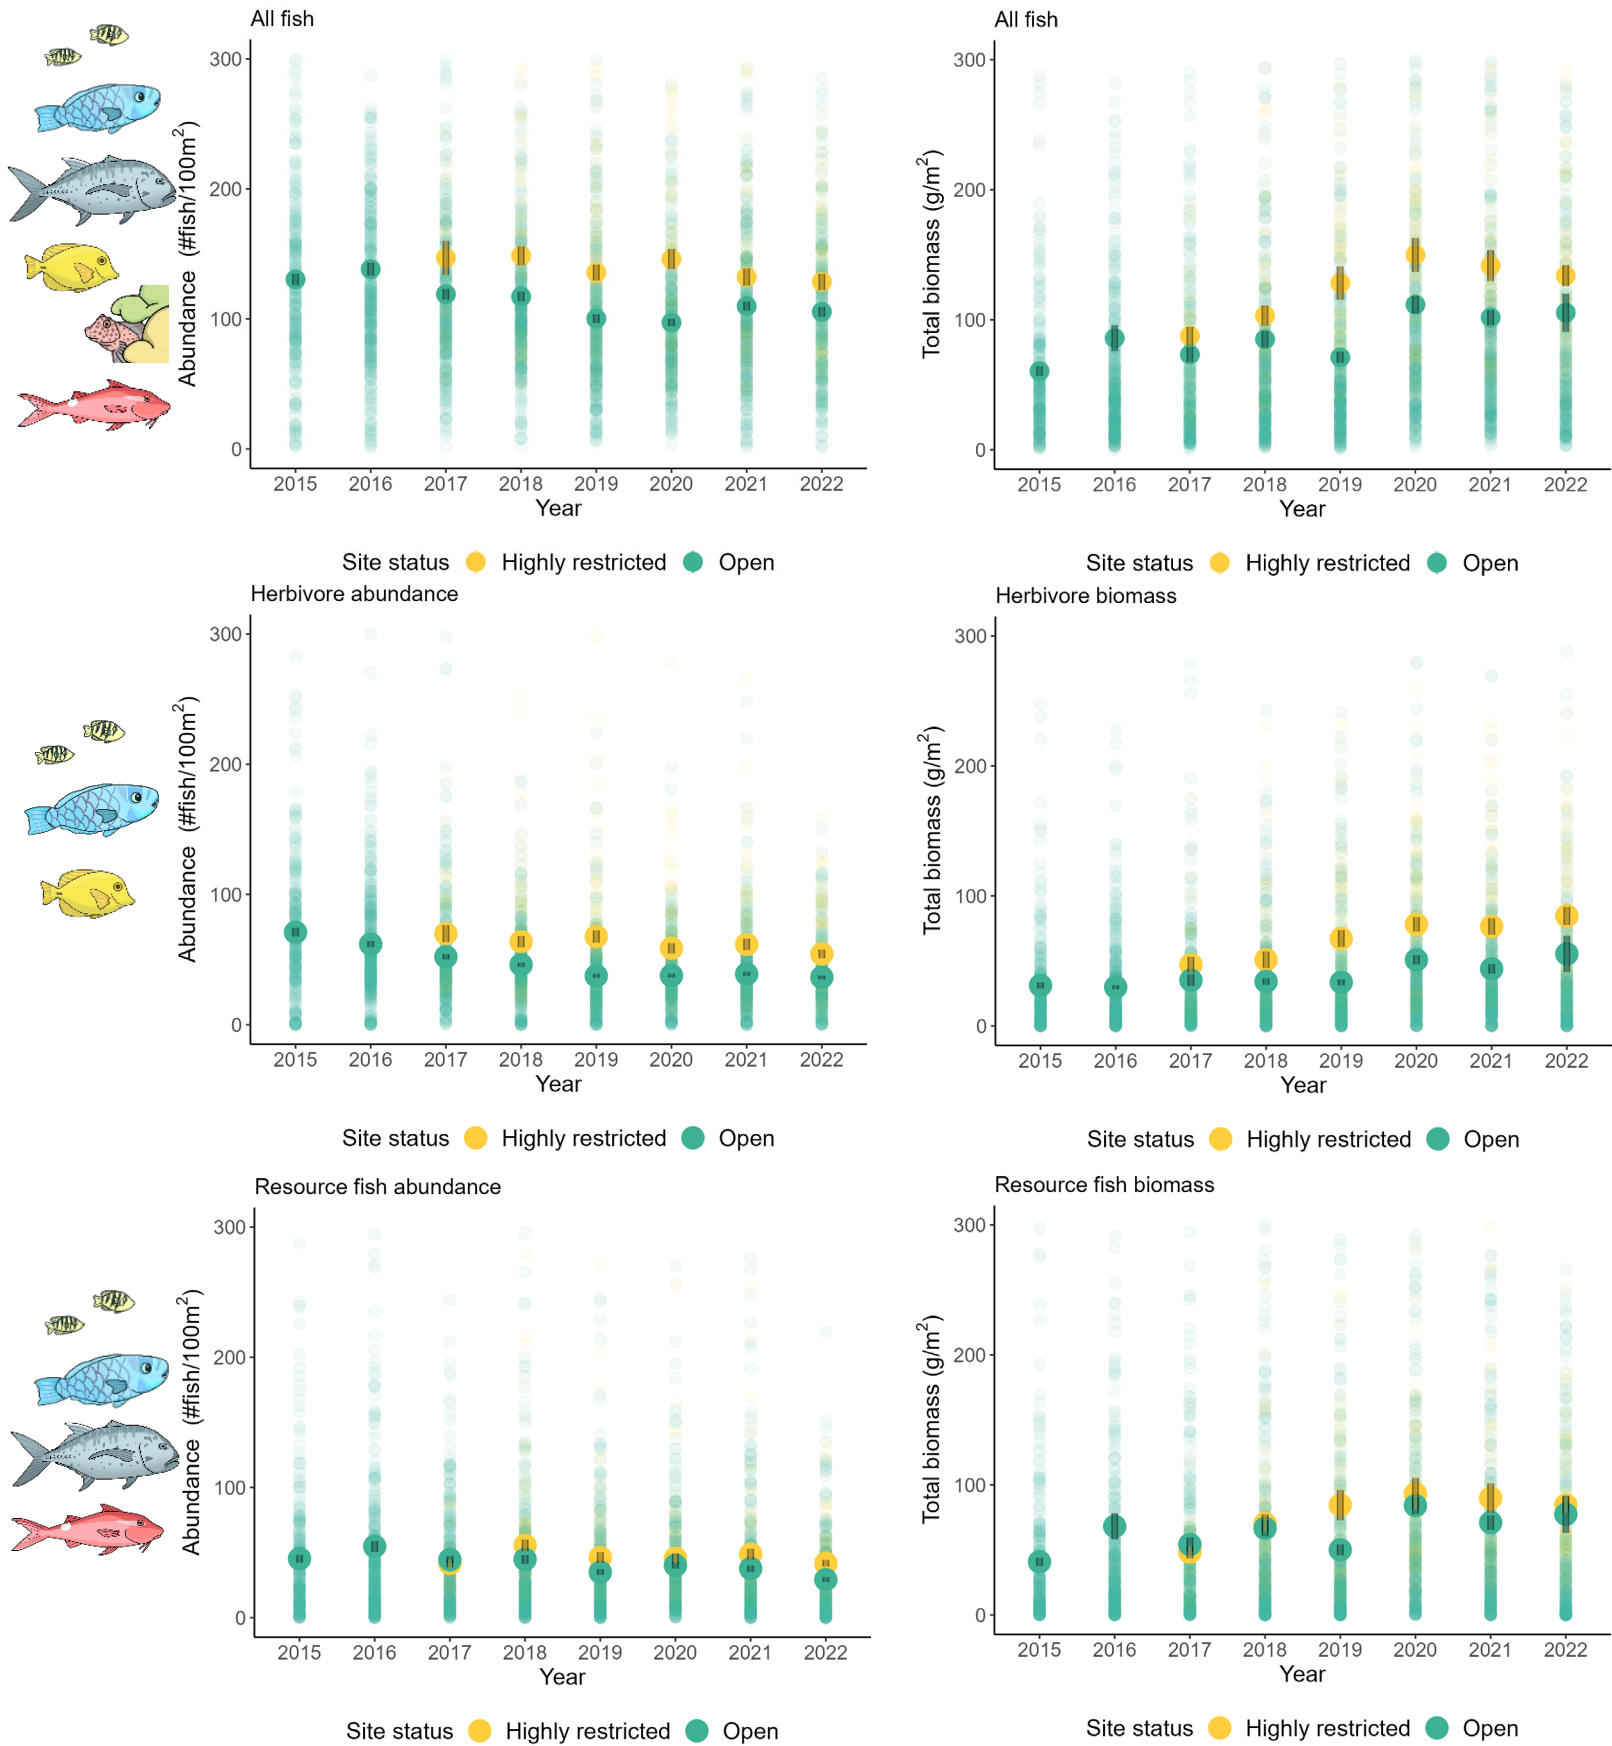 All fish
Abundance (#fish/100m²)
300
200
100
0
2015 2016 2017 2018 2019 2020 2021 2022
Year
Site status Highly restricted Open
All fish
Total biomass (g/m²)
300
200
100
0
2015 2016 2017 2018 2019 2020 2021 2022
Year
Site status Highly restricted Open
Herbivore abundance
Abundance (#fish/100m²)
300
200
100
0
2015 2016 2017 2018 2019 2020 2021 2022
Year
Site status Highly restricted Open
Herbivore biomass
Total biomass (g/m²)
300
200
100
0
2015 2016 2017 2018 2019 2020 2021 2022
Year
Site status Highly restricted Open
Resource fish abundance
Abundance (#fish/100m²)
300
200
100
0
2015 2016 2017 2018 2019 2020 2021 2022
Year
Site status Highly restricted Open
Resource fish biomass
Total biomass (g/m²)
300
200
100
0
2015 2016 2017 2018 2019 2020 2021 2022
Year
Site status Highly restricted Open